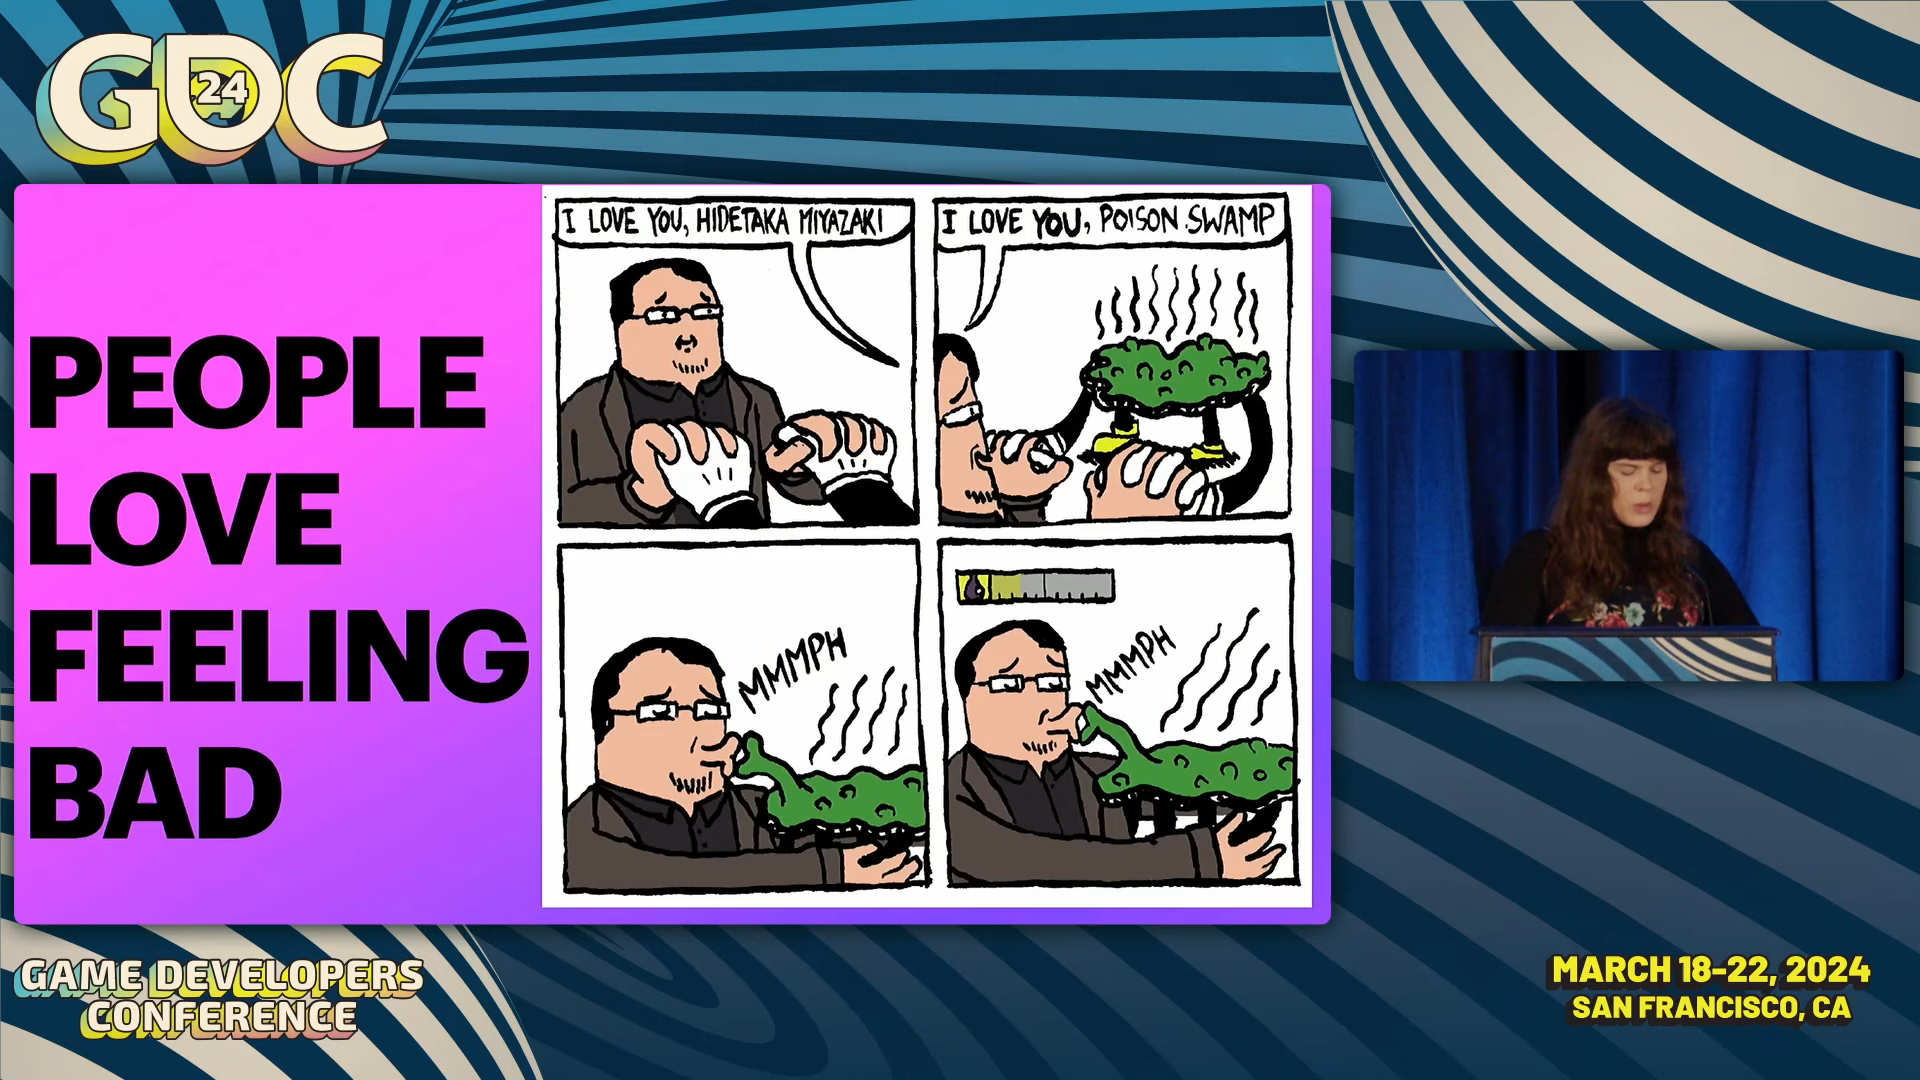 GDC
24
PEOPLE
LOVE
FEELING
BAD
I LOVE YOU, HIDETAKA MIYAZAKI
I LOVE YOU, POISON SWAMP
MMMPH
MMMPH
GAME DEVELOPERS
CONFERENCE
MARCH 18-22, 2024
SAN FRANCISCO, CA